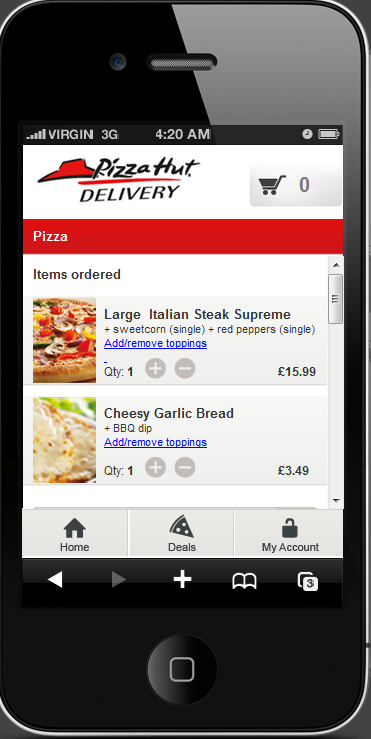 VIRGIN 3G 4:20 AM
Pizza Hut
DELIVERY
0
Pizza
Items ordered
Large Italian Steak Supreme
+ sweetcorn (single) + red peppers (single)
Add/remove toppings
Qty: 1 £15.99
Cheesy Garlic Bread
+ BBQ dip
Add/remove toppings
Qty: 1 £3.49
Home Deals My Account
3